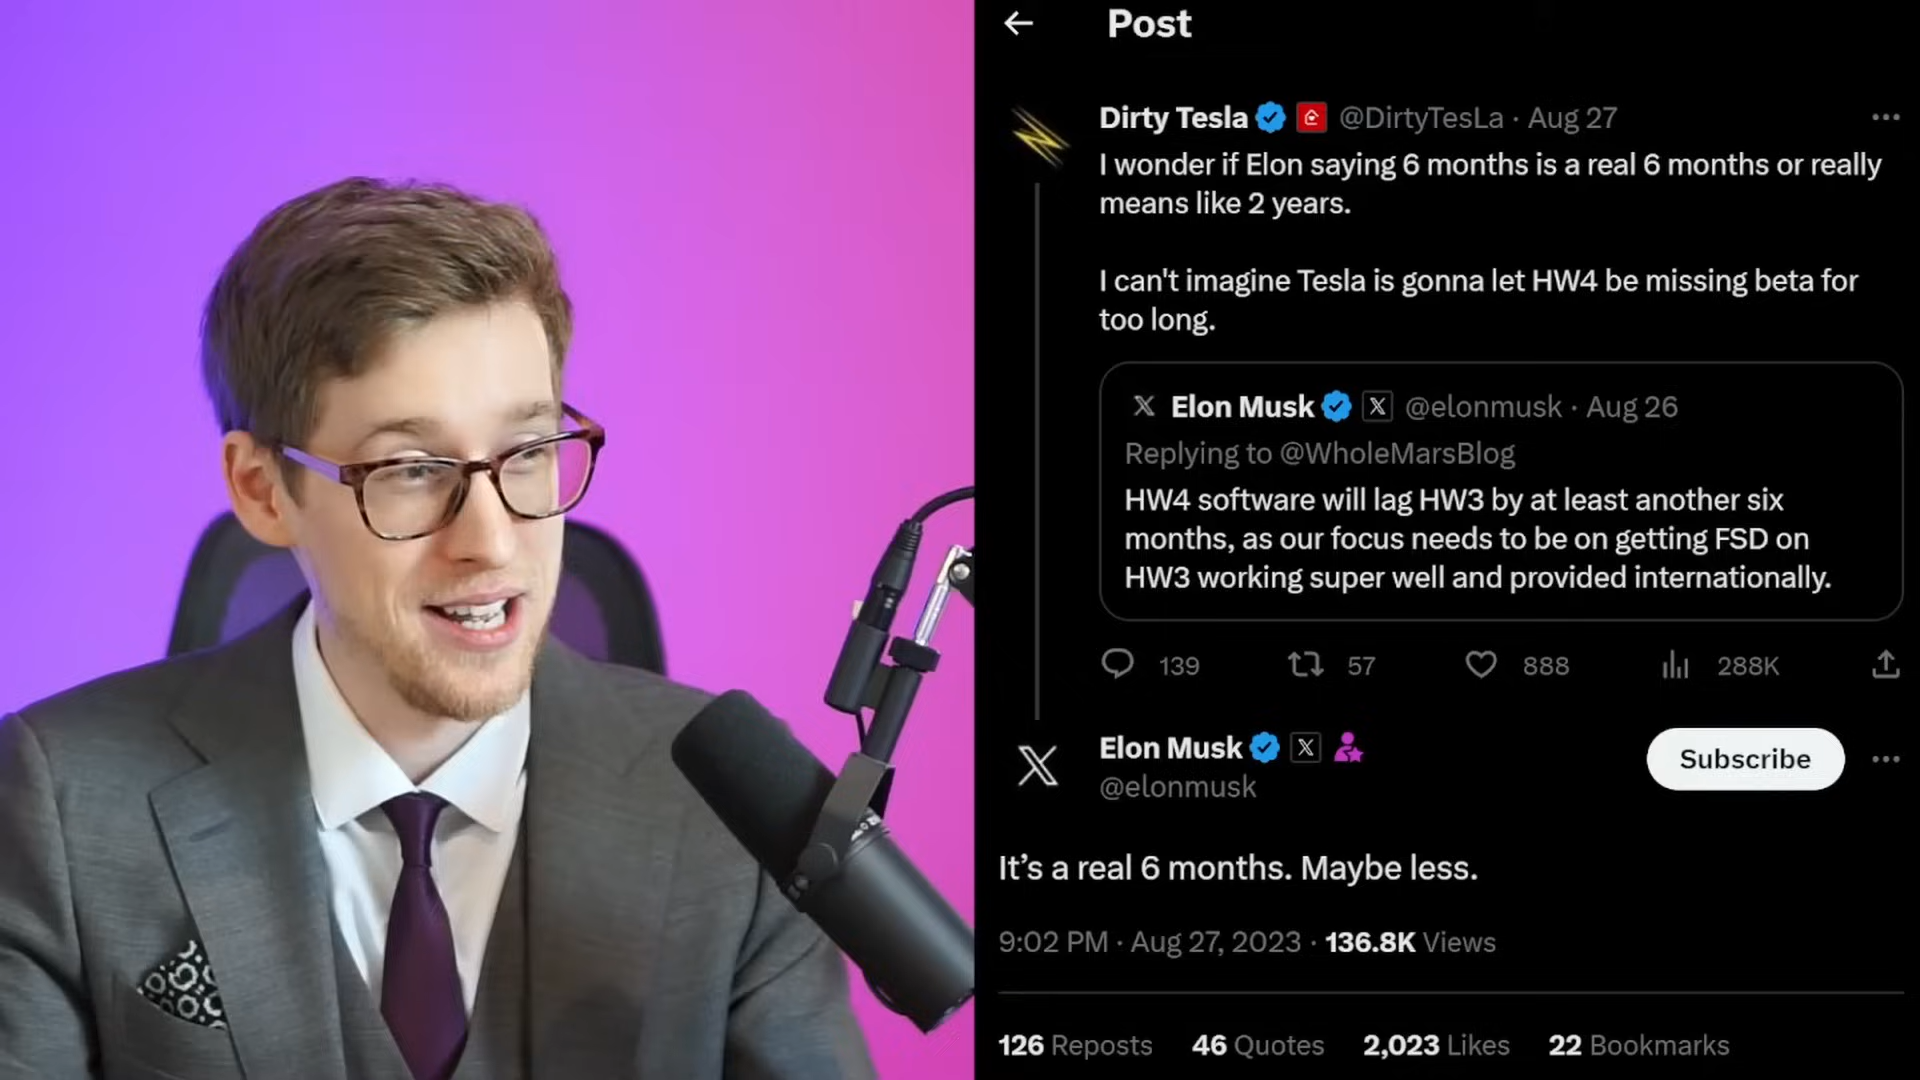 Post
Dirty Tesla @DirtyTesLa · Aug 27
I wonder if Elon saying 6 months is a real 6 months or really
means like 2 years.
I can't imagine Tesla is gonna let HW4 be missing beta for
too long.
Elon Musk @elonmusk · Aug 26
Replying to @WholeMarsBlog
HW4 software will lag HW3 by at least another six
months, as our focus needs to be on getting FSD on
HW3 working super well and provided internationally.
139 57 888 288K
Elon Musk
@elonmusk
Subscribe
It’s a real 6 months. Maybe less.
9:02 PM · Aug 27, 2023 · 136.8K Views
126 Reposts 46 Quotes 2,023 Likes 22 Bookmarks